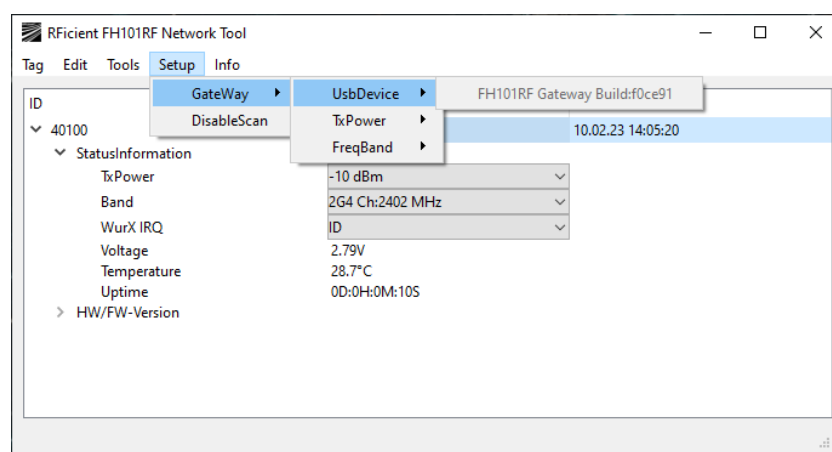 RFicient FH101RF Network Tool
Tag Edit Tools Setup Info
ID GateWay UsbDevice FH101RF Gateway Build:f0ce91
40100 DisableScan TxPower 10.02.23 14:05:20
StatusInformation FreqBand
TxPower -10 dBm
Band 2G4 Ch:2402 MHz
WurX IRQ ID
Voltage 2.79V
Temperature 28.7°C
Uptime 0D:0H:0M:10S
HW/FW-Version